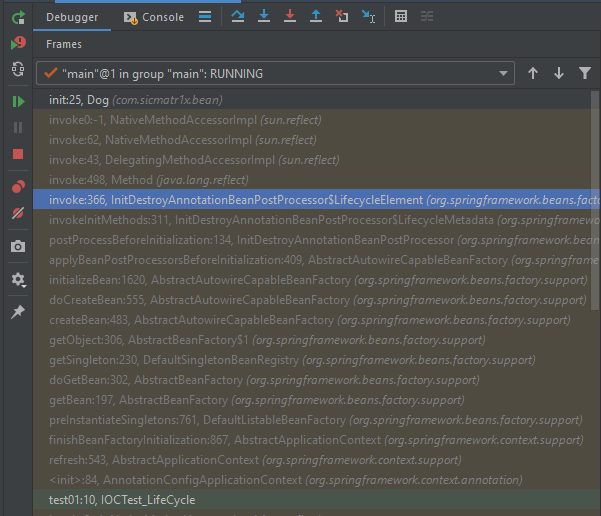 Debugger Console
Frames
"main"@1 in group "main": RUNNING
init:25, Dog (com.sicmatr1x.bean)
invoke0:-1, NativeMethodAccessorImpl (sun.reflect)
invoke:62, NativeMethodAccessorImpl (sun.reflect)
invoke:43, DelegatingMethodAccessorImpl (sun.reflect)
invoke:498, Method (java.lang.reflect)
invoke:366, InitDestroyAnnotationBeanPostProcessor$LifecycleElement (org.springframework.beans.facto
invokeInitMethods:311, InitDestroyAnnotationBeanPostProcessor$LifecycleMetadata (org.springframewor
postProcessBeforeInitialization:134, InitDestroyAnnotationBeanPostProcessor (org.springframework.bean
applyBeanPostProcessorsBeforeInitialization:409, AbstractAutowireCapableBeanFactory (org.springframe
initializeBean:1620, AbstractAutowireCapableBeanFactory (org.springframework.beans.factory.support)
doCreateBean:555, AbstractAutowireCapableBeanFactory (org.springframework.beans.factory.support)
createBean:483, AbstractAutowireCapableBeanFactory (org.springframework.beans.factory.support)
getObject:306, AbstractBeanFactory$1 (org.springframework.beans.factory.support)
getSingleton:230, DefaultSingletonBeanRegistry (org.springframework.beans.factory.support)
doGetBean:302, AbstractBeanFactory (org.springframework.beans.factory.support)
getBean:197, AbstractBeanFactory (org.springframework.beans.factory.support)
preInstantiateSingletons:761, DefaultListableBeanFactory (org.springframework.beans.factory.support)
finishBeanFactoryInitialization:867, AbstractApplicationContext (org.springframework.context.support)
refresh:543, AbstractApplicationContext (org.springframework.context.support)
<init>:84, AnnotationConfigApplicationContext (org.springframework.context.annotation)
test01:10, IOCTest_LifeCycle